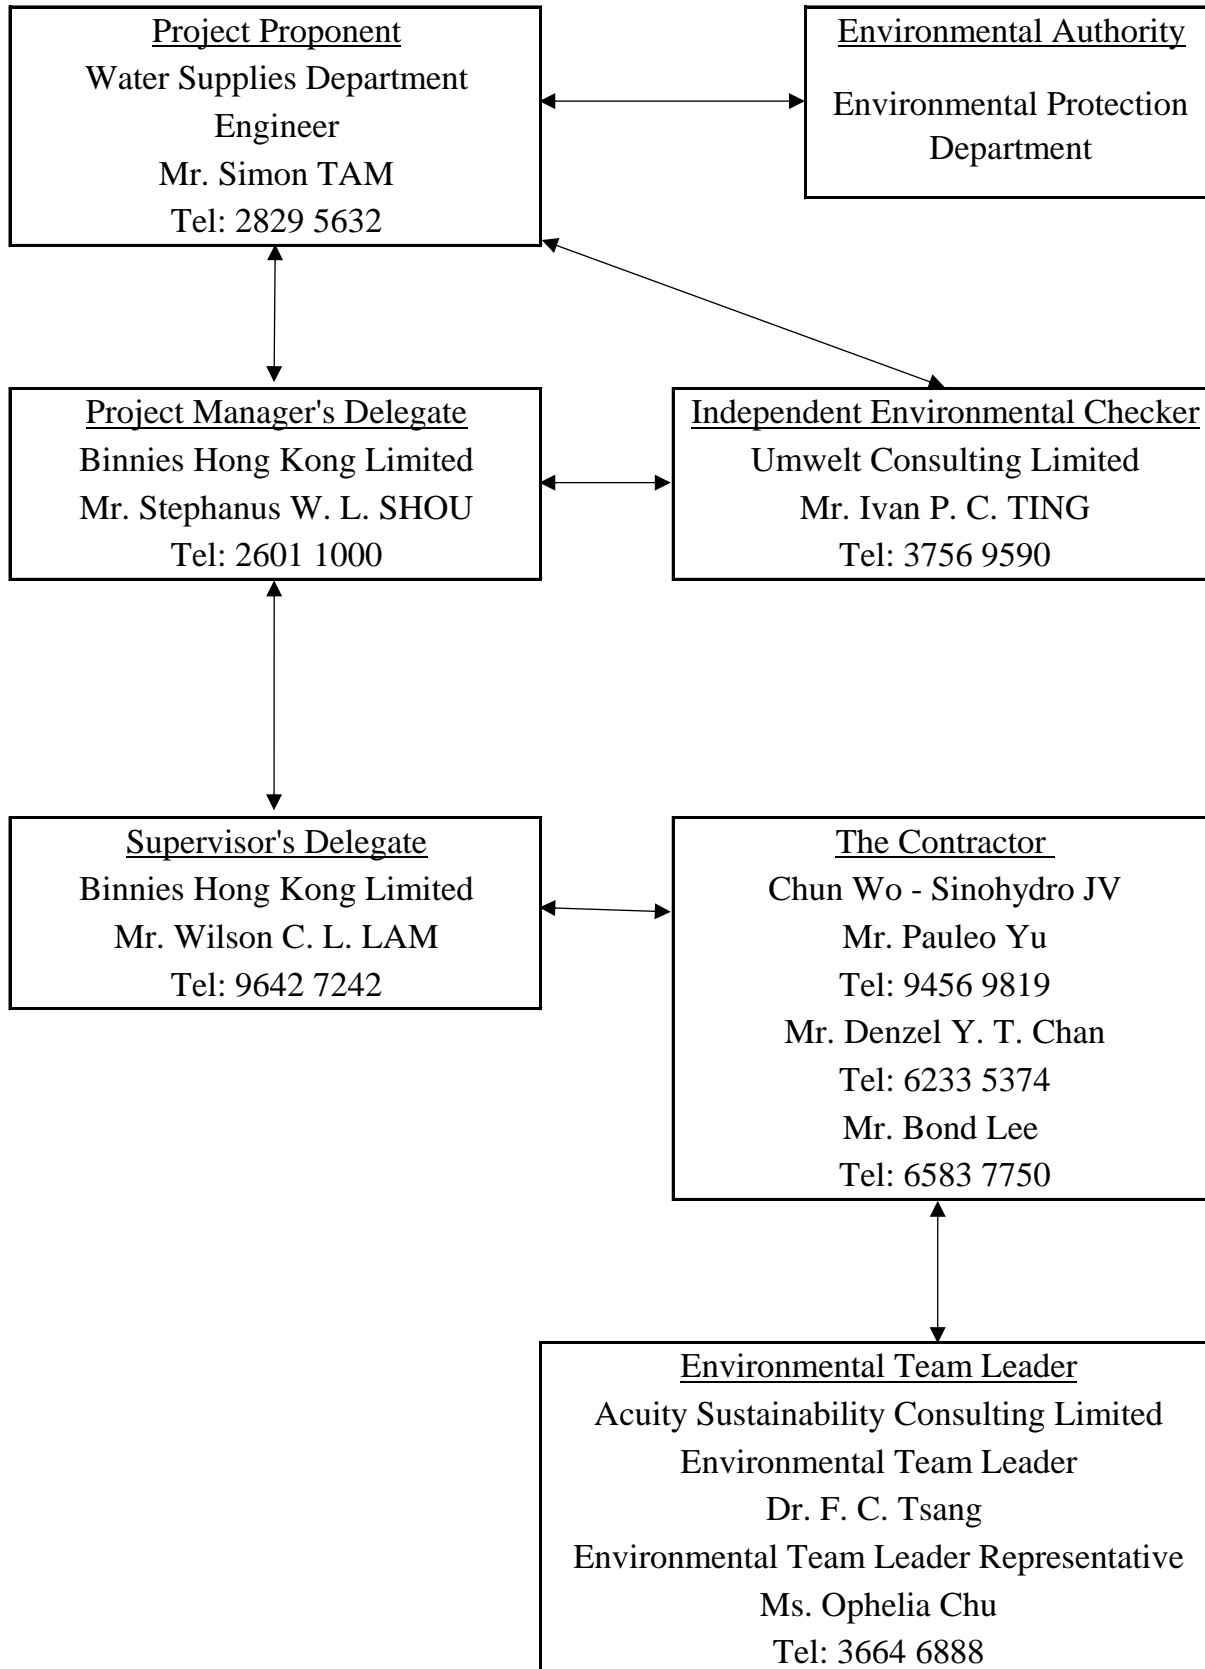 Project Proponent
Water Supplies Department
Engineer
Mr. Simon TAM
Tel: 2829 5632
Environmental Authority
Environmental Protection
Department
Project Manager's Delegate
Binnies Hong Kong Limited
Mr. Stephanus W. L. SHOU
Tel: 2601 1000
Independent Environmental Checker
Umwelt Consulting Limited
Mr. Ivan P. C. TING
Tel: 3756 9590
Supervisor's Delegate
Binnies Hong Kong Limited
Mr. Wilson C. L. LAM
Tel: 9642 7242
The Contractor
Chun Wo - Sinohydro JV
Mr. Pauleo Yu
Tel: 9456 9819
Mr. Denzel Y. T. Chan
Tel: 6233 5374
Mr. Bond Lee
Tel: 6583 7750
Environmental Team Leader
Acuity Sustainability Consulting Limited
Environmental Team Leader
Dr. F. C. Tsang
Environmental Team Leader Representative
Ms. Ophelia Chu
Tel: 3664 6888